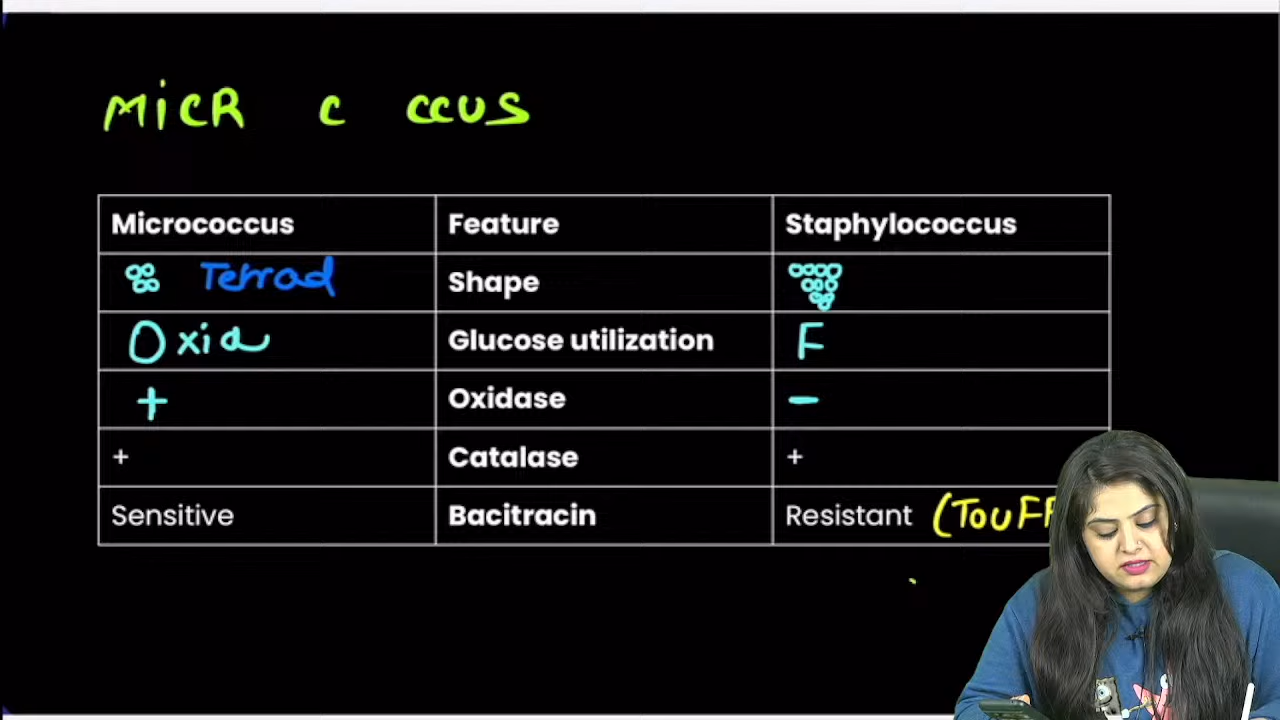 MicR c ccus
Micrococcus Feature Staphylococcus
Tetrad Shape
Oxid Glucose utilization F
+ Oxidase -
+ Catalase +
Sensitive Bacitracin Resistant (TouF